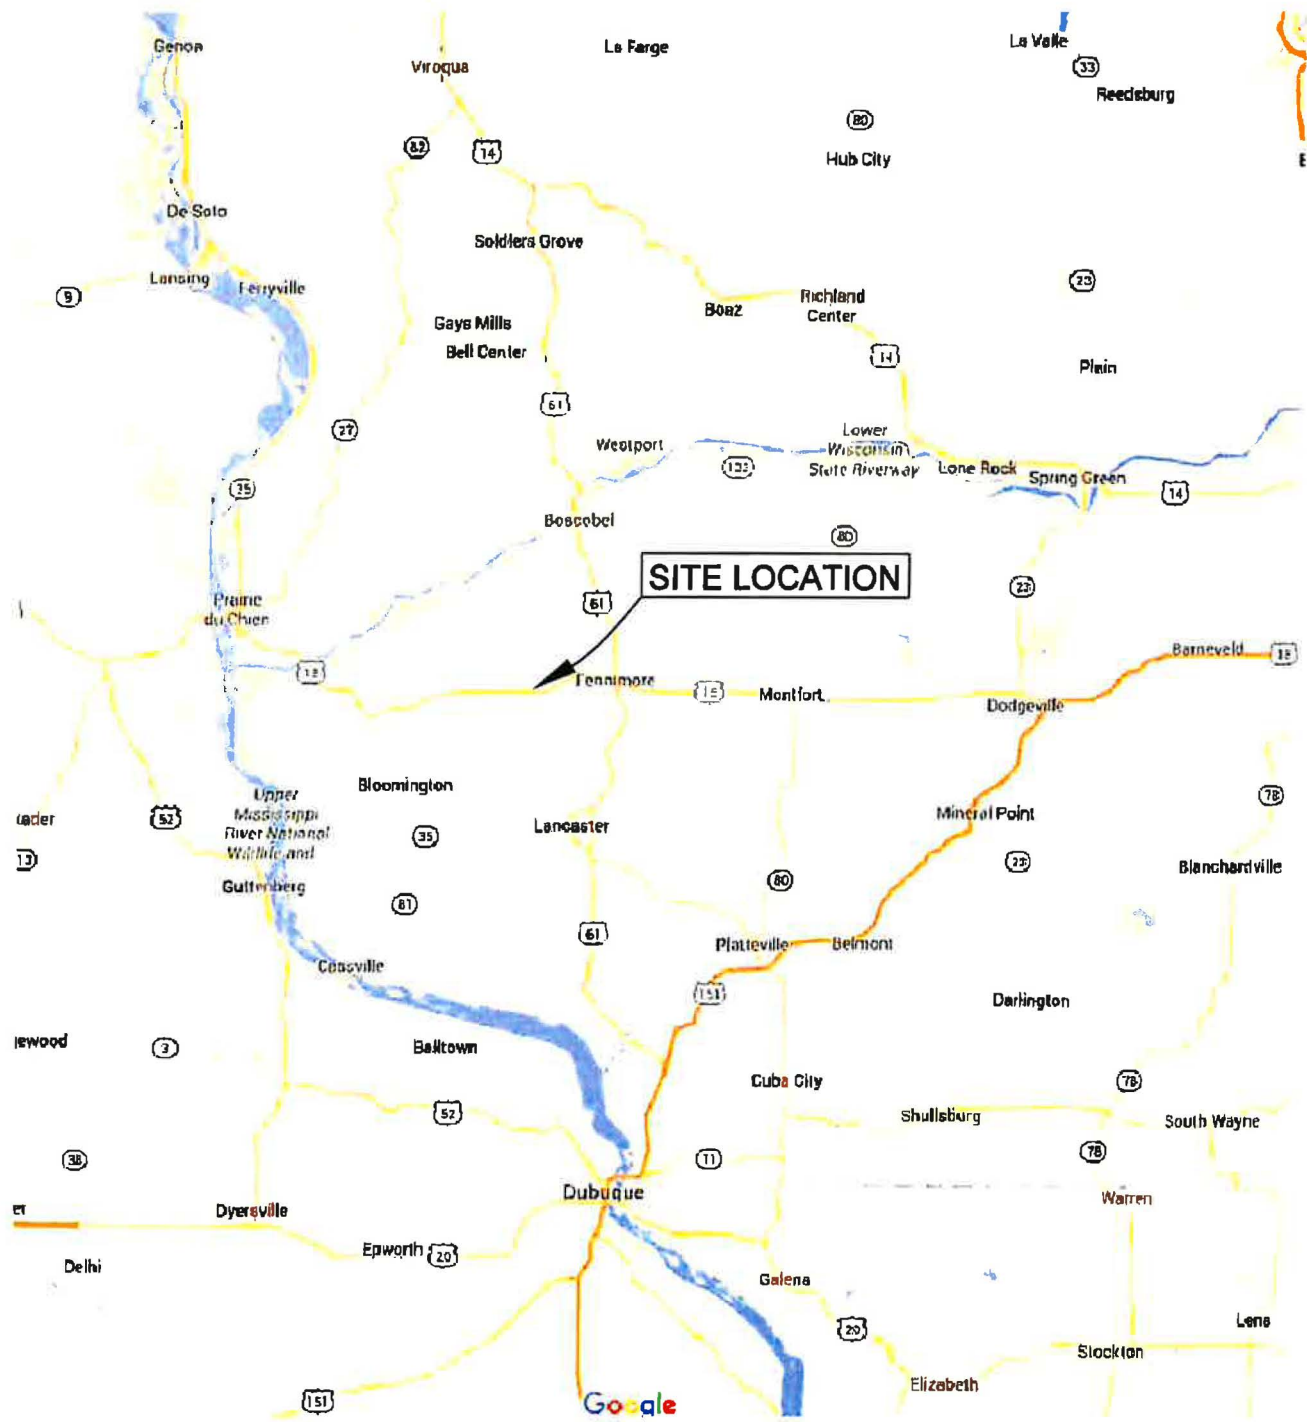 Genoa
Viroqua
La Farge
La Valle
33
Reedsburg
82
14
80
Hub City
De Soto
Soldiers Grove
Lansing
Ferryville
9
23
Richland
Center
Boaz
Gays Mills
Bell Center
14
Plain
61
27
Westport
Lower
Wisconsin
State Riverway
133
Lone Rock
Spring Green
14
35
Boscobel
80
SITE LOCATION
23
61
Prairie
du Chien
18
Fennimore
18
Montfort
Dodgeville
Barneveld
18
Bloomington
Upper
Mississippi
River National
Wildlife and
52
35
Lancaster
Mineral Point
78
23
13
Blanchardville
Guttenberg
81
80
61
Platteville
Belmont
Cassville
151
Darlington
jewood
3
Balltown
Cuba City
78
52
Shullsburg
South Wayne
38
11
78
Dubuque
Warren
er
Dyersville
Epworth
20
Delhi
Galena
20
Lena
Stockton
Elizabeth
151
Google